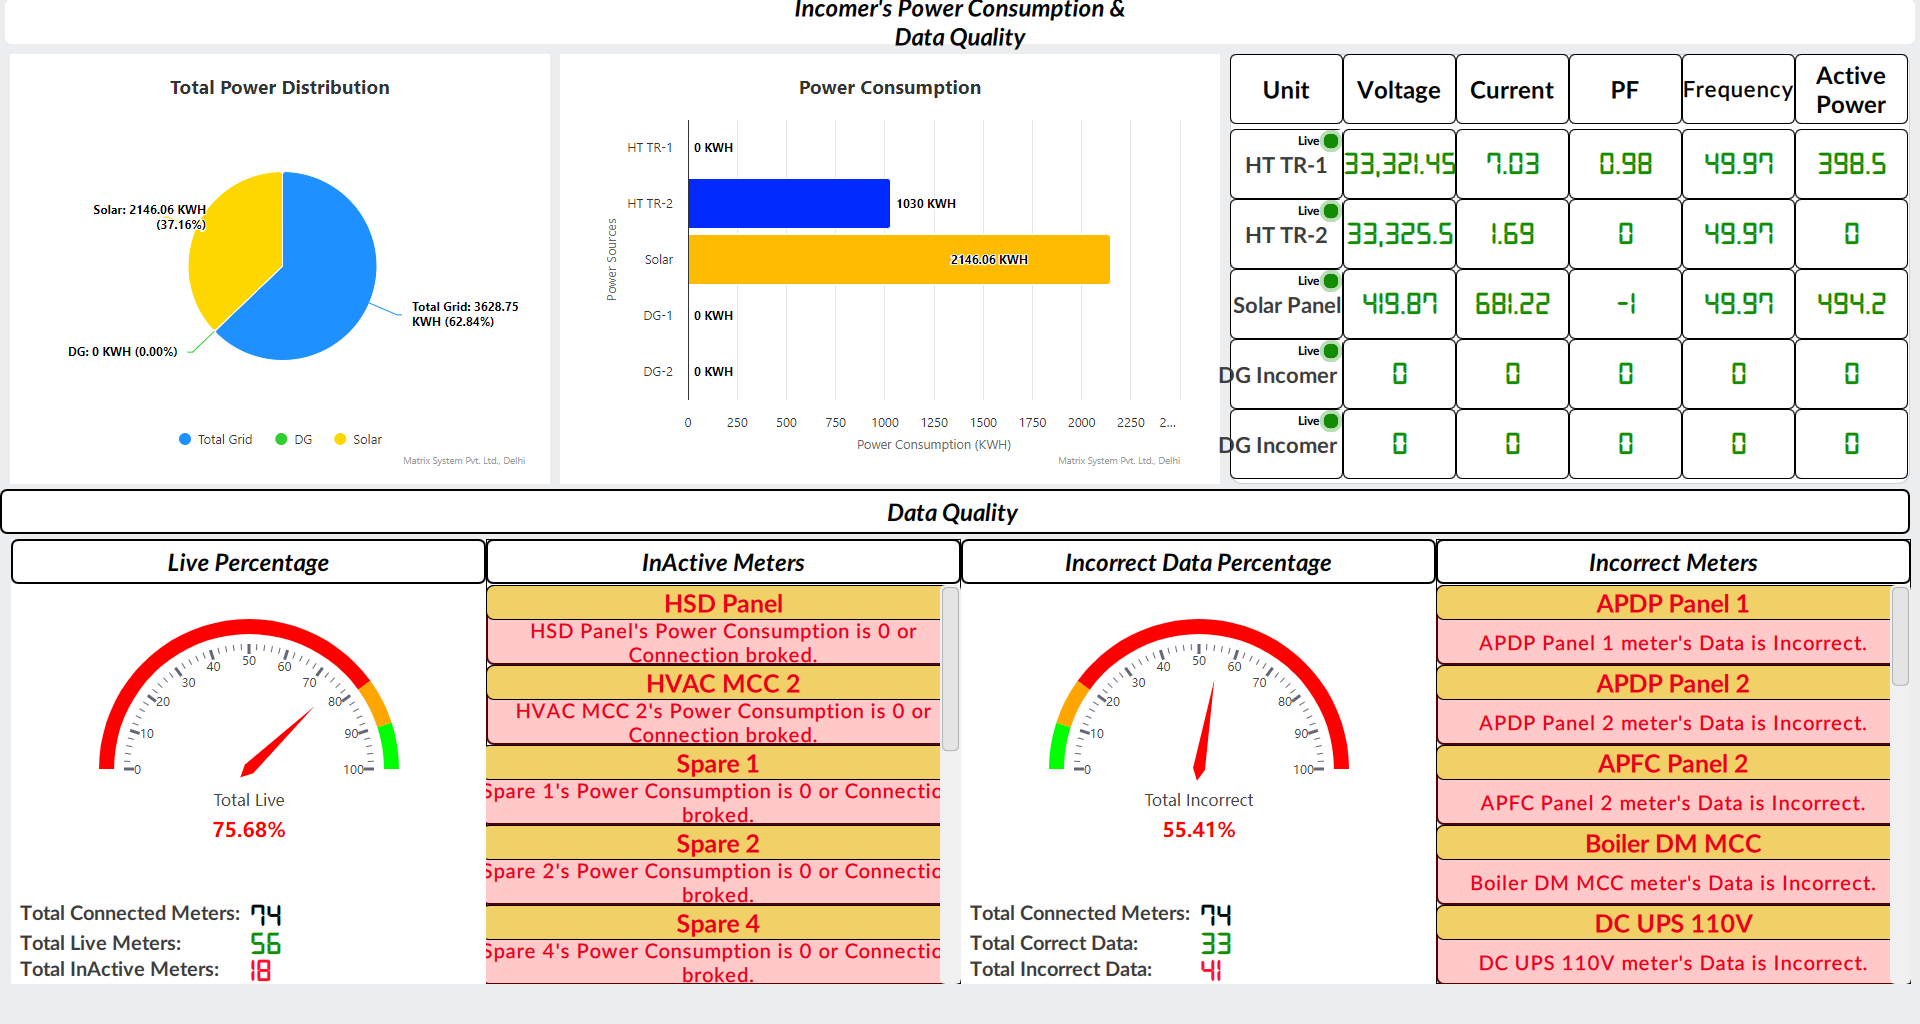 Incomer's Power Consumption &
Data Quality
Total Power Distribution
Solar: 2146.06 KWH
(37.16%)
Total Grid: 3628.75
KWH (62.84%)
DG: 0 KWH (0.00%)
Total Grid DG Solar
Matrix System Pvt. Ltd., Delhi
Power Consumption
Power Sources
HT TR-1 0 KWH
HT TR-2 1030 KWH
Solar 2146.06 KWH
DG-1 0 KWH
DG-2 0 KWH
0 250 500 750 1000 1250 1500 1750 2000 2250 2...
Power Consumption (KWH)
Matrix System Pvt. Ltd., Delhi
Unit Voltage Current PF Frequency Active
Power
Live
HT TR-1 33,321.45 7.03 0.98 49.97 398.5
Live
HT TR-2 33,325.5 1.69 0 49.97 0
Live
Solar Panel 419.87 681.22 -1 49.97 494.2
Live
DG Incomer 0 0 0 0 0
Live
DG Incomer 0 0 0 0 0
Data Quality
Live Percentage
0 10 20 30 40 50 60 70 80 90 100
Total Live
75.68%
Total Connected Meters: 74
Total Live Meters: 56
Total InActive Meters: 18
InActive Meters
HSD Panel
HSD Panel's Power Consumption is 0 or
Connection broked.
HVAC MCC 2
HVAC MCC 2's Power Consumption is 0 or
Connection broked.
Spare 1
Spare 1's Power Consumption is 0 or Connectio
broked.
Spare 2
Spare 2's Power Consumption is 0 or Connectio
broked.
Spare 4
Spare 4's Power Consumption is 0 or Connectio
broked.
Incorrect Data Percentage
0 10 20 30 40 50 60 70 80 90 100
Total Incorrect
55.41%
Total Connected Meters: 74
Total Correct Data: 33
Total Incorrect Data: 41
Incorrect Meters
APDP Panel 1
APDP Panel 1 meter's Data is Incorrect.
APDP Panel 2
APDP Panel 2 meter's Data is Incorrect.
APFC Panel 2
APFC Panel 2 meter's Data is Incorrect.
Boiler DM MCC
Boiler DM MCC meter's Data is Incorrect.
DC UPS 110V
DC UPS 110V meter's Data is Incorrect.